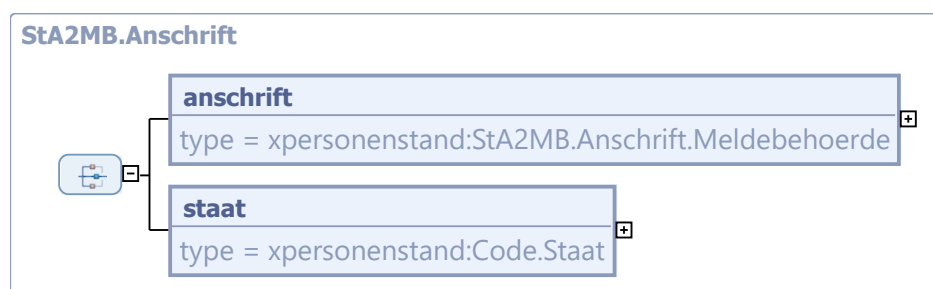 StA2MB.Anschrift
anschrift
type = xpersonenstand:StA2MB.Anschrift.Meldebehoerde
staat
type = xpersonenstand:Code.Staat